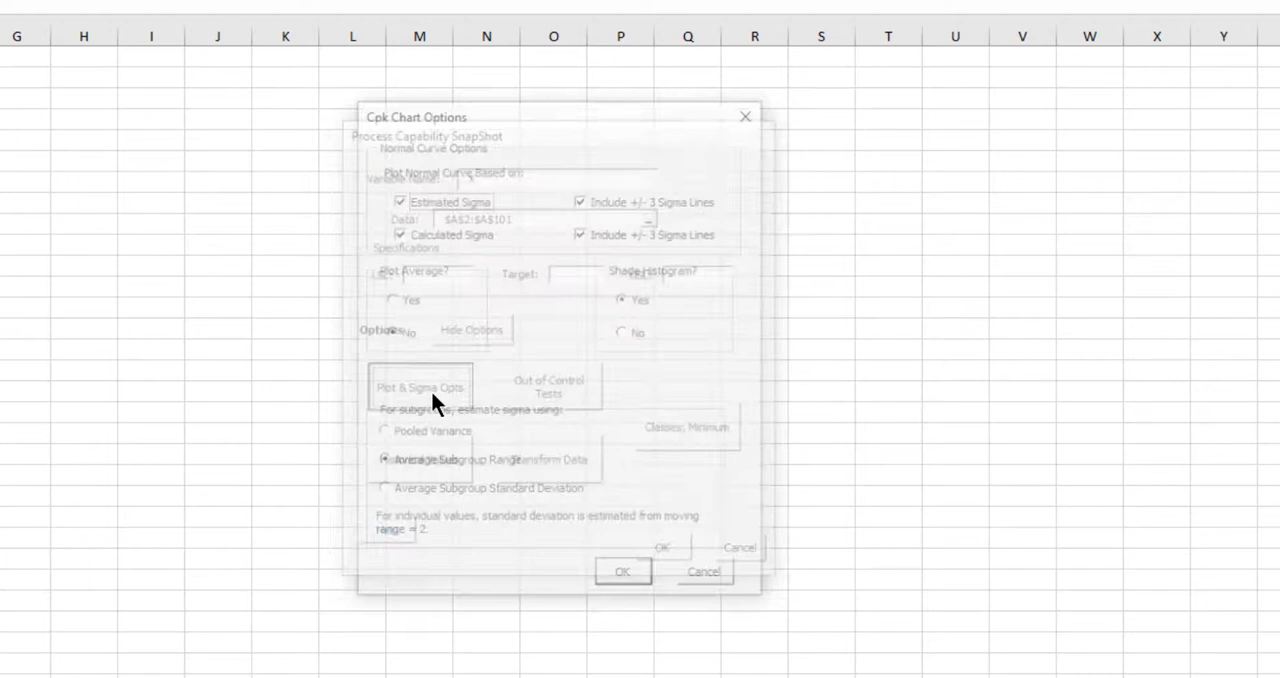 G H I J K L M N O P Q R S T U V W X Y
Cpk Chart Options
Process Capability SnapShot
Normal Curve Options
Plot Normal Curve Based on:
Variable Name: X
Estimated Sigma Include +/- 3 Sigma Lines
Data: $A$2:$A$101
Calculated Sigma Include +/- 3 Sigma Lines
Specifications
Plot Average? Target: Shade Histogram?
Yes Yes
Options No Hide Options No
Plot & Sigma Opts Out of Control
Tests
For subgroups, estimate sigma using:
Pooled Variance Classes: Minimum
Average Subgroup Range Transform Data
Average Subgroup Standard Deviation
For individual values, standard deviation is estimated from moving
range = 2
OK Cancel
OK Cancel